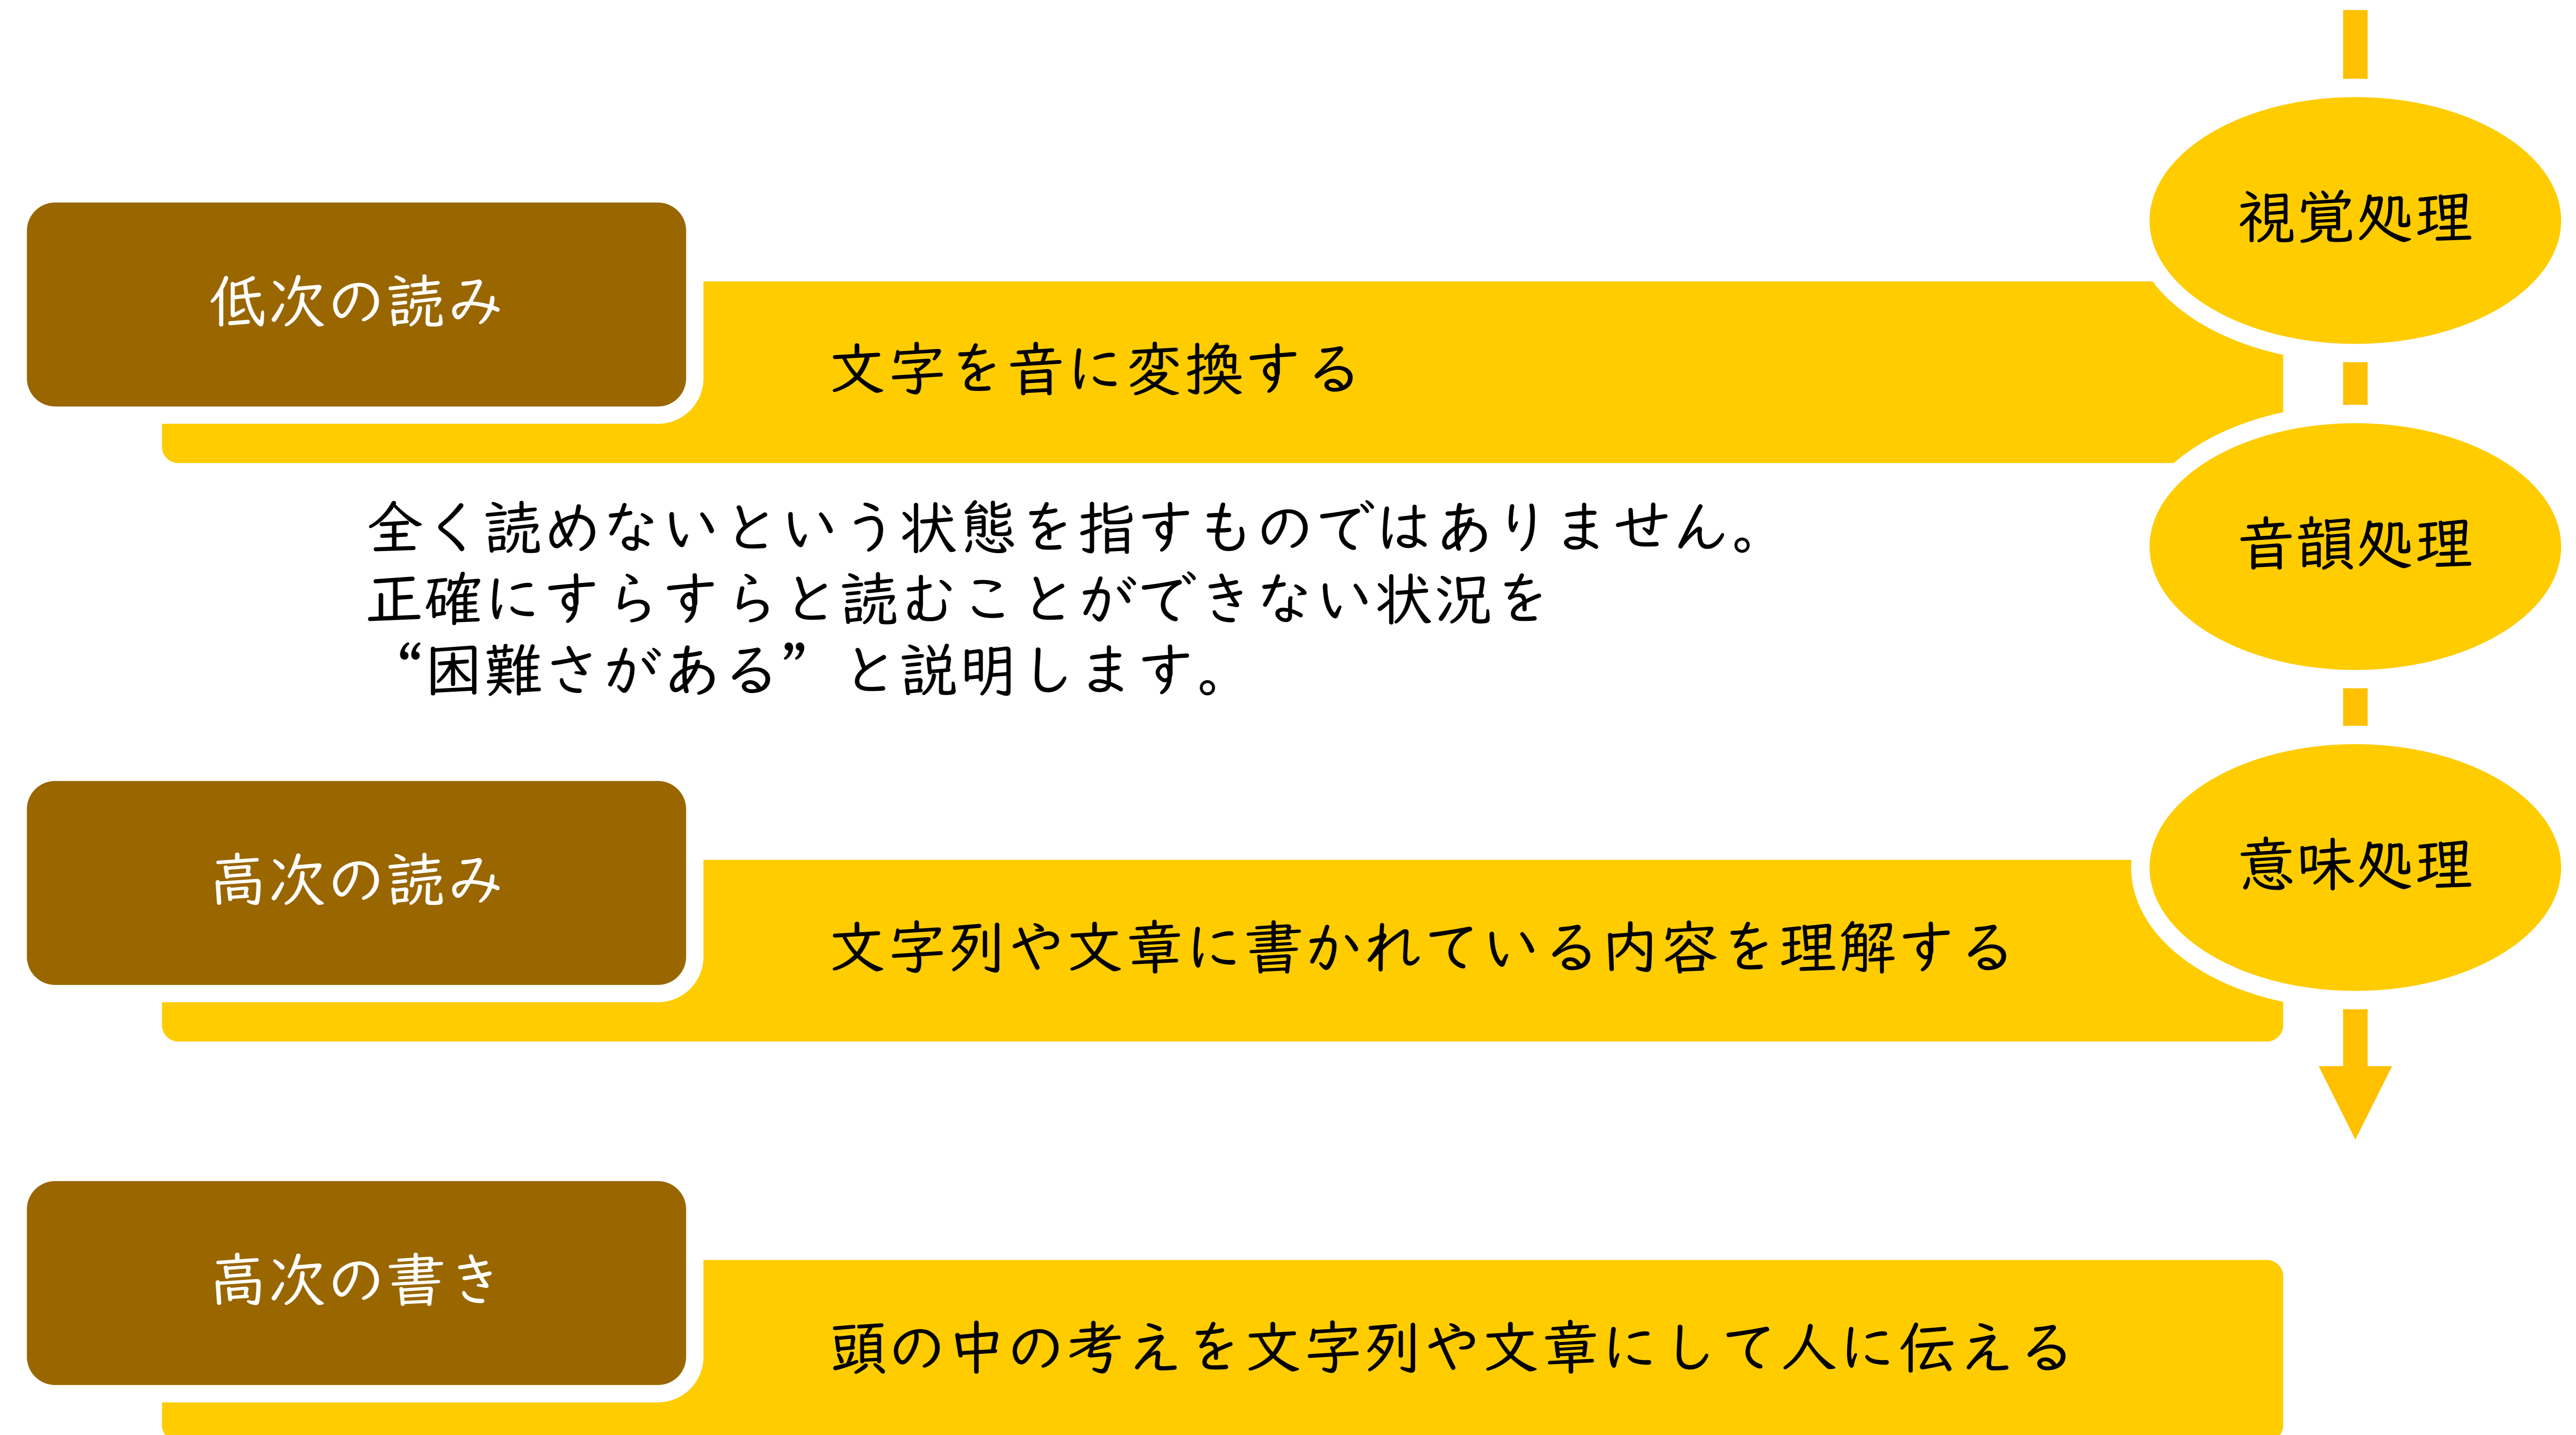 視覚処理
低次の読み
文字を音に変換する
全く読めないという状態を指すものではありません。
正確にすらすらと読むことができない状況を
“困難さがある”と説明します。
音韻処理
高次の読み
文字列や文章に書かれている内容を理解する
意味処理
高次の書き
頭の中の考えを文字列や文章にして人に伝える